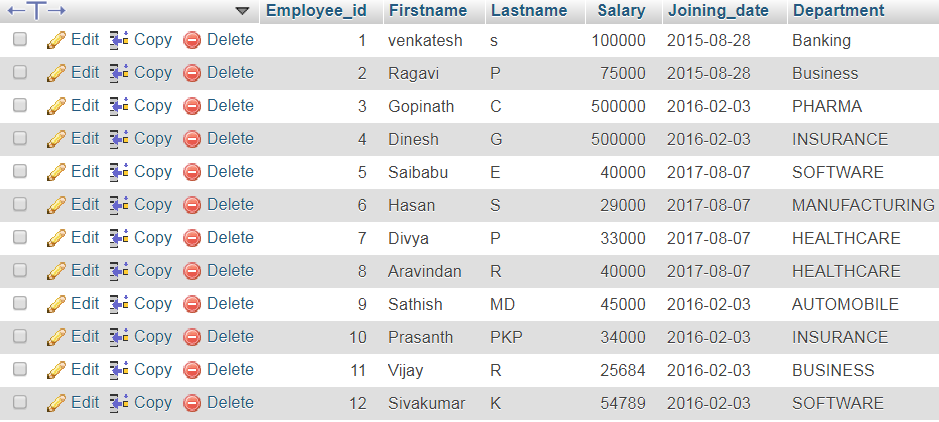 Employee_id Firstname Lastname Salary Joining_date Department
Edit Copy Delete 1 venkatesh s 100000 2015-08-28 Banking
Edit Copy Delete 2 Ragavi P 75000 2015-08-28 Business
Edit Copy Delete 3 Gopinath C 500000 2016-02-03 PHARMA
Edit Copy Delete 4 Dinesh G 500000 2016-02-03 INSURANCE
Edit Copy Delete 5 Saibabu E 40000 2017-08-07 SOFTWARE
Edit Copy Delete 6 Hasan S 29000 2017-08-07 MANUFACTURING
Edit Copy Delete 7 Divya P 33000 2017-08-07 HEALTHCARE
Edit Copy Delete 8 Aravindan R 40000 2017-08-07 HEALTHCARE
Edit Copy Delete 9 Sathish MD 45000 2016-02-03 AUTOMOBILE
Edit Copy Delete 10 Prasanth PKP 34000 2016-02-03 INSURANCE
Edit Copy Delete 11 Vijay R 25684 2016-02-03 BUSINESS
Edit Copy Delete 12 Sivakumar K 54789 2016-02-03 SOFTWARE